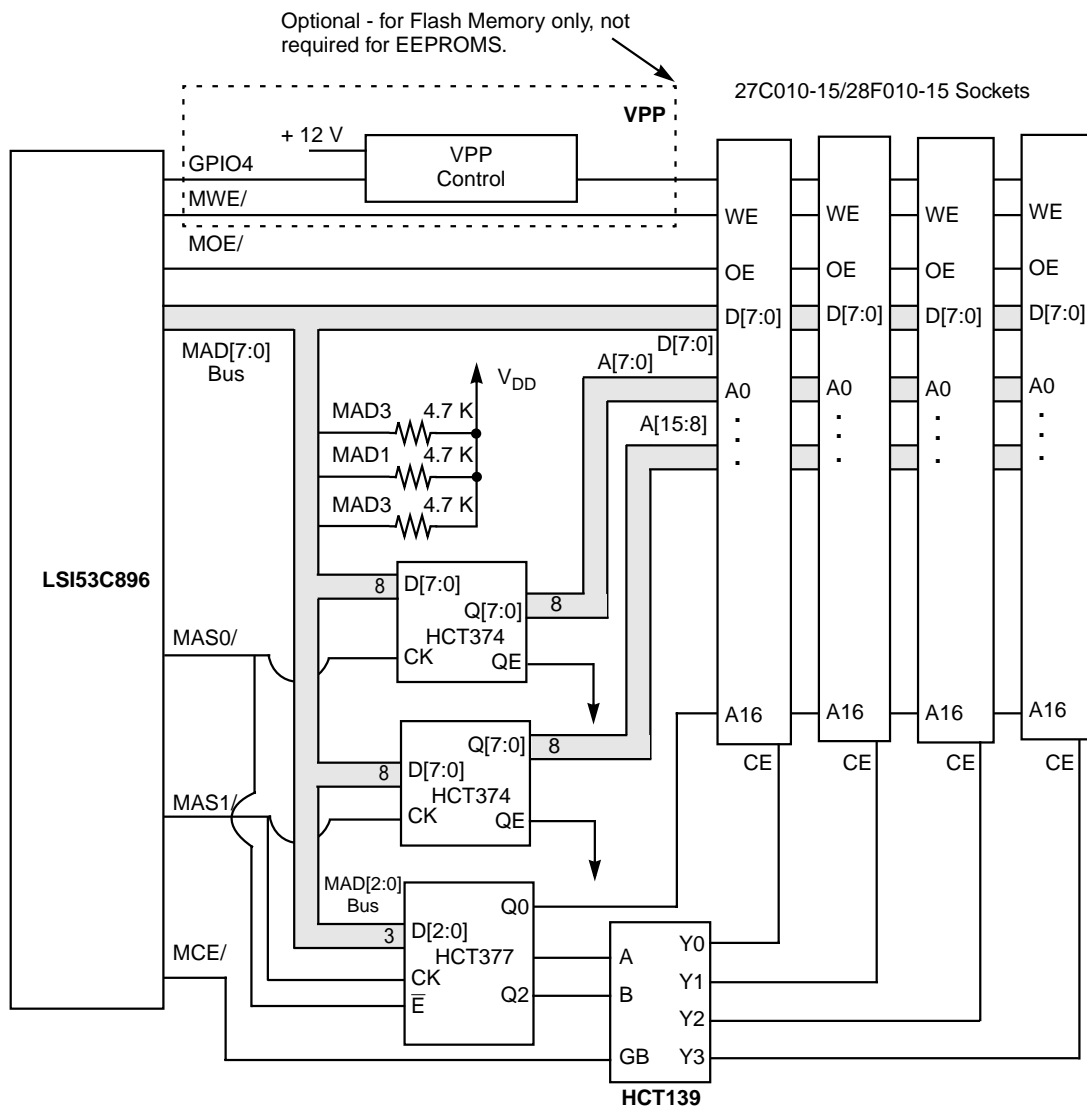 Optional - for Flash Memory only, not
required for EEPROMS.
27C010-15/28F010-15 Sockets
VPP
+ 12 V
VPP
Control
GPIO4
MWE/
MOE/
WE
WE
WE
WE
OE
OE
OE
OE
D[7:0]
D[7:0]
D[7:0]
D[7:0]
MAD[7:0]
Bus
D[7:0]
A[7:0]
VDD
A0
A0
A0
A0
.
.
.
.
.
.
.
.
.
.
.
.
A[15:8]
MAD3
4.7 K
MAD1
4.7 K
MAD3
4.7 K
LSI53C896
8
D[7:0]
Q[7:0]
8
HCT374
CK
QE
MAS0/
A16
A16
A16
A16
CE
CE
CE
CE
Q[7:0]
8
8
D[7:0]
HCT374
CK
QE
MAS1/
MAD[2:0]
Bus
Q0
3
D[2:0]
HCT377
CK
E
Q2
MCE/
A
B
GB
Y0
Y1
Y2
Y3
HCT139